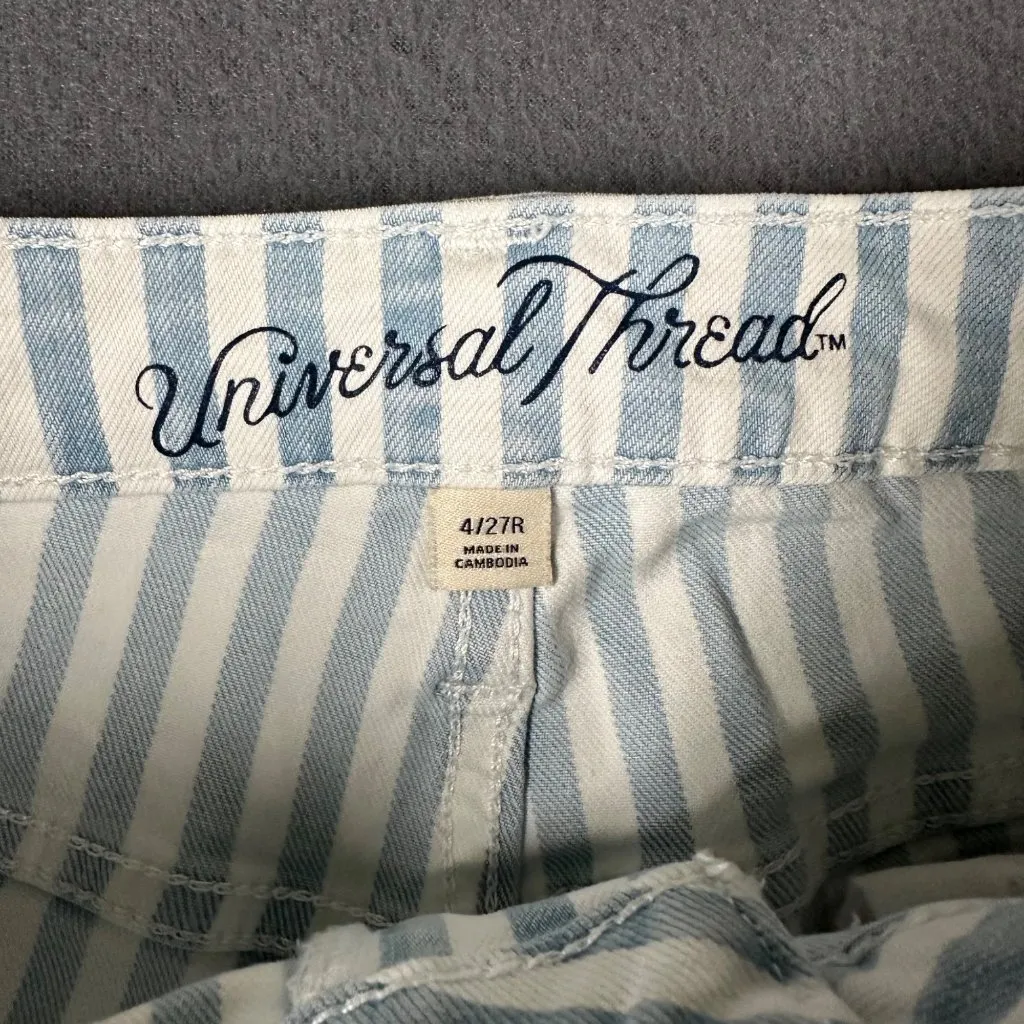 Universal Thread™
4/27R
MADE IN
CAMBODIA